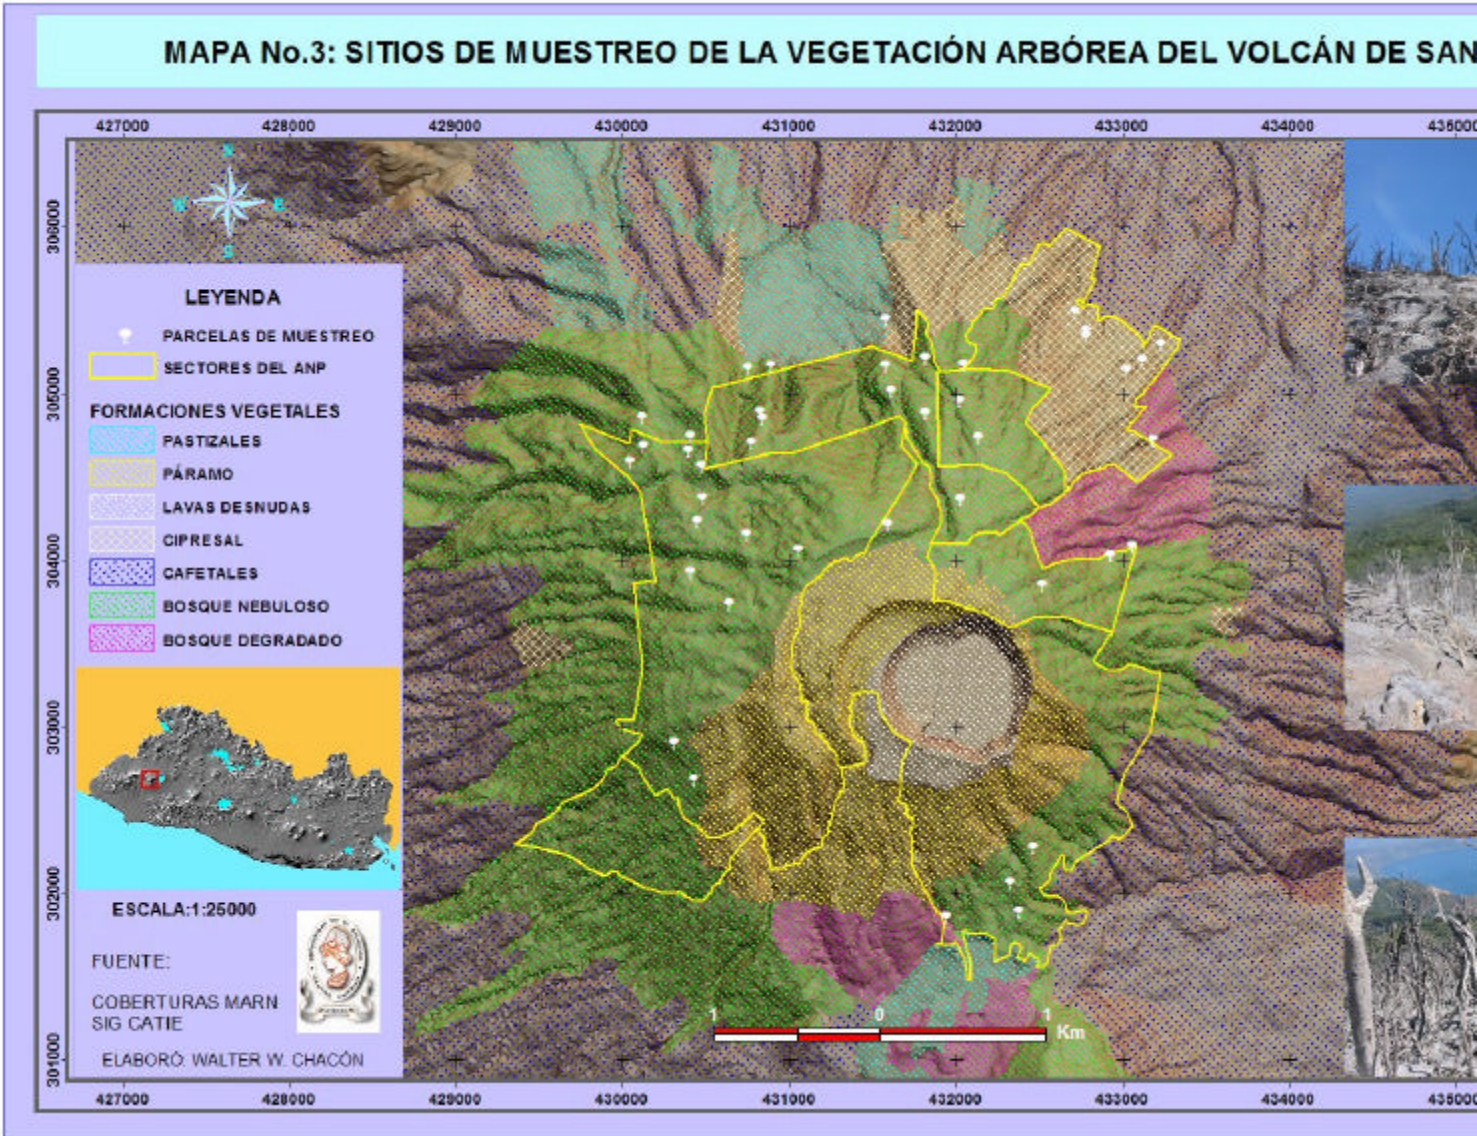 MAPA No.3: SITIOS DE MUESTREO DE LA VEGETACIÓN ARBÓREA DEL VOLCÁN DE SAN
427000 428000 429000 430000 431000 432000 433000 434000 435000
306000
305000
304000
303000
302000
301000
N
W E
S
LEYENDA
PARCELAS DE MUESTREO
SECTORES DEL ANP
FORMACIONES VEGETALES
PASTIZALES
PÁRAMO
LAVAS DESNUDAS
CIPRESAL
CAFETALES
BOSQUE NEBULOSO
BOSQUE DEGRADADO
ESCALA:1:25000
FUENTE:
COBERTURAS MARN
SIG CATIE
ELABORÓ: WALTER W. CHACÓN
1 0 1
Km
427000 428000 429000 430000 431000 432000 433000 434000 435000